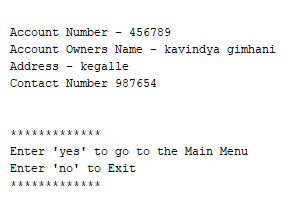 Account Number - 456789
Account Owners Name - kavindya gimhani
Address - kegalle
Contact Number 987654
*************
Enter 'yes' to go to the Main Menu
Enter 'no' to Exit
*************